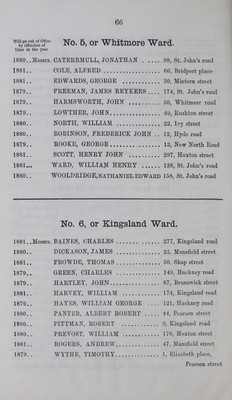 66
Will go out of Office
by effluxion of
time in the year
No. 5, or Whitmore Ward.
1880..Messrs. CATERRMULL, JONATHAN .... 98, St. John's road
1881.. COLE, ALFRED .... 66, Bridport place
1881.. EDWARDS, GEORGE .... 30, Mintern street
1879.. FREEMAN, JAMES REYKERS .... 174, St. John's road
1879.. HARMSWORTH, JOHN .... 56, Whitmore road
1879.. LOWTHER, JOHN .... 40, Rushton street
1880.. NORTH, WILLIAM .... 22, Ivy street
1880.. ROBINSON, FREDERICK JOHN .. 12, Hyde road
1879.. ROOKE, GEORGE .... 13, New North Road
1881.. SCOTT, HENRY JOHN .... 297, Hoxton street
1881... WARD, WILLIAM HENRY .... 138, St. John's road
1880.. WOOLDRIDGE, NATHANIEL EDWARD 158, St. John's road
No. 6, or Kingsland Ward.
1881..Messrs. BAINES, CHARLES .... 277, Kingsland road
1880.. DICKASON, JAMES .... 25, Mansfield street
1881.. FROWDE, THOMAS .... 50, Shap street
1879.. GREEN, CHARLES .... 149, Hackney road
1879.. HARTLEY, JOHN .... 87, Brunswick street
1881.. HARVEY, WILLIAM .... 174, Kingsland road
1879.. HAYES, WILLIAM GEORGE .... 121, Hackney road
1880.. PANTER, ALBERT ROBERT .... 44, Pearson street
1880.. PITTMAN, ROBERT .... 9, Kingsland road
1880.. PREVOST, WILLIAM .... 178, Hoxton street
1881.. ROGERS, ANDREW .... 47, Mansfield street
1879.. WYTHE, TIMOTHY .... 1, Elizabeth place,
Pearson street